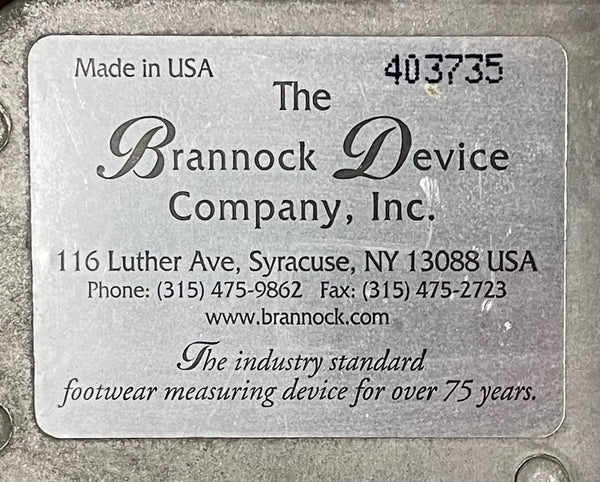 Made in USA 403735
The
Brannock Device
Company, Inc.
116 Luther Ave, Syracuse, NY 13088 USA
Phone: (315) 475-9862 Fax: (315) 475-2723
www.brannock.com
The industry standard
footwear measuring device for over 75 years.